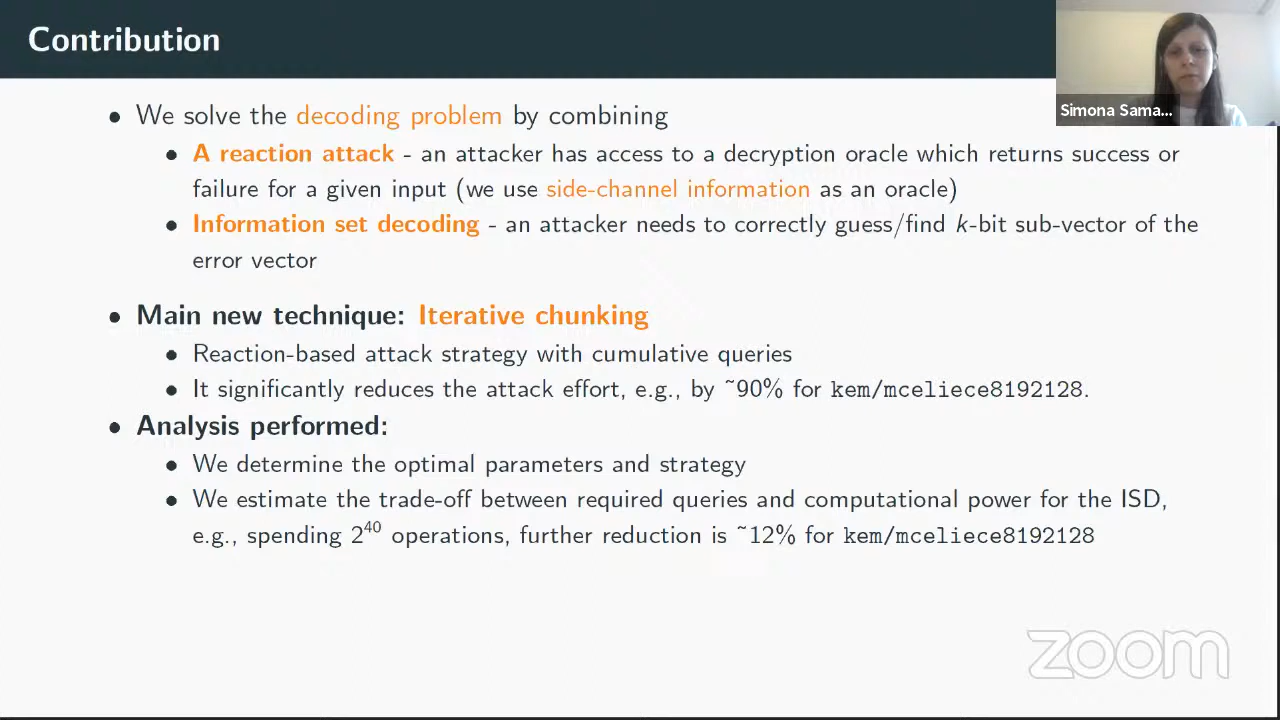 Contribution
Simona Sama...
• We solve the decoding problem by combining
• A reaction attack - an attacker has access to a decryption oracle which returns success or
failure for a given input (we use side-channel information as an oracle)
• Information set decoding - an attacker needs to correctly guess/find k-bit sub-vector of the
error vector
• Main new technique: Iterative chunking
• Reaction-based attack strategy with cumulative queries
• It significantly reduces the attack effort, e.g., by ~90% for kem/mceliece8192128.
• Analysis performed:
• We determine the optimal parameters and strategy
• We estimate the trade-off between required queries and computational power for the ISD,
e.g., spending 2⁴⁰ operations, further reduction is ~12% for kem/mceliece8192128
zoom